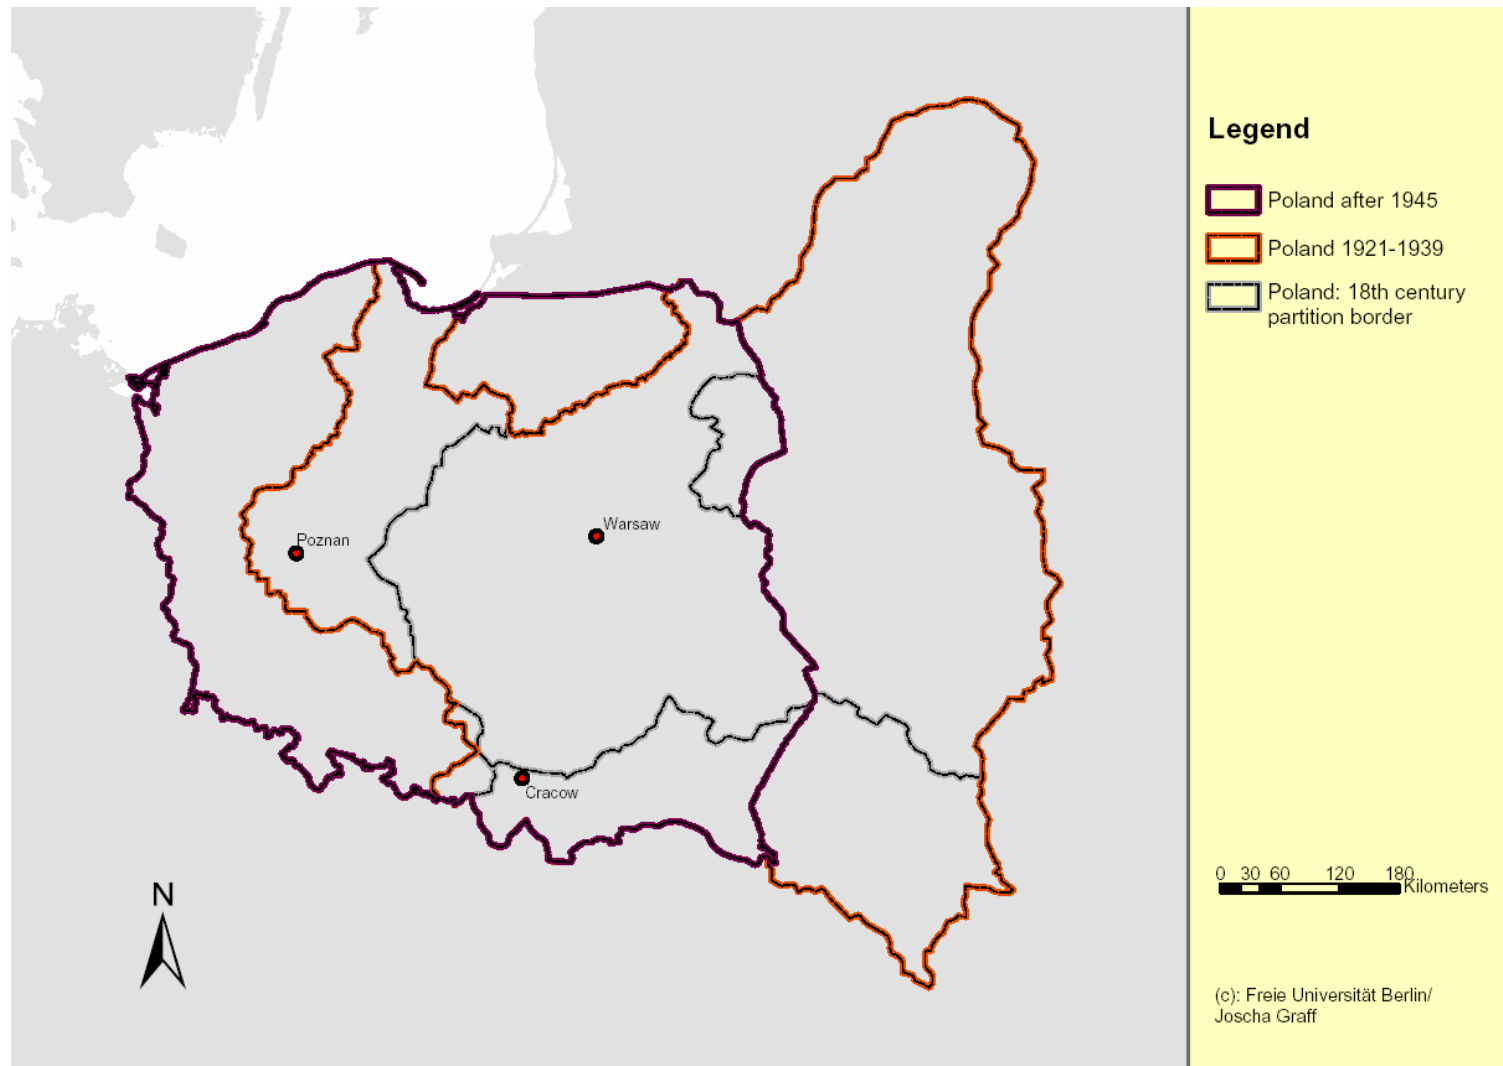 Legend
Poland after 1945
Poland 1921-1939
Poland: 18th century
partition border
Warsaw
Poznan
Cracow
N
0 30 60 120 180
Kilometers
(c): Freie Universität Berlin/
Joscha Graff